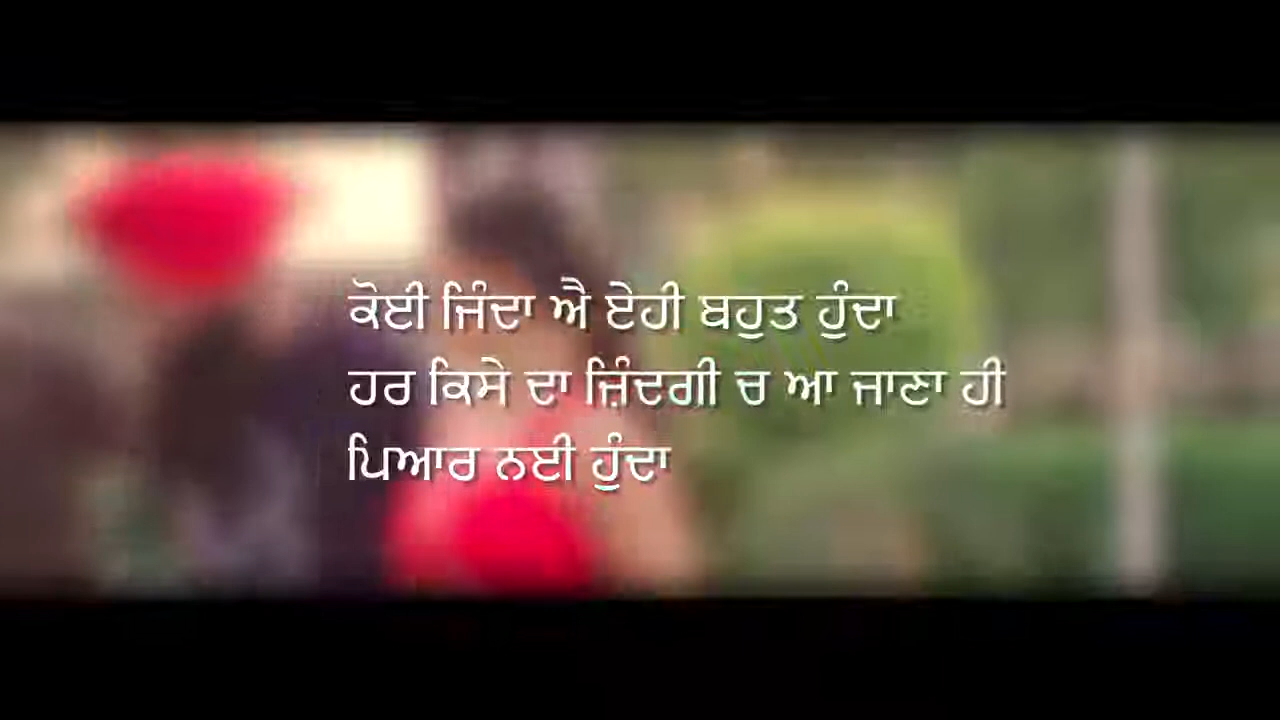 ਕੋਈ ਜਿੰਦਾ ਐ ਏਹੀ ਬਹੁਤ ਹੁੰਦਾ
ਹਰ ਕਿਸੇ ਦਾ ਜ਼ਿੰਦਗੀ ਚ ਆ ਜਾਣਾ ਹੀ
ਪਿਆਰ ਨਈ ਹੁੰਦਾ